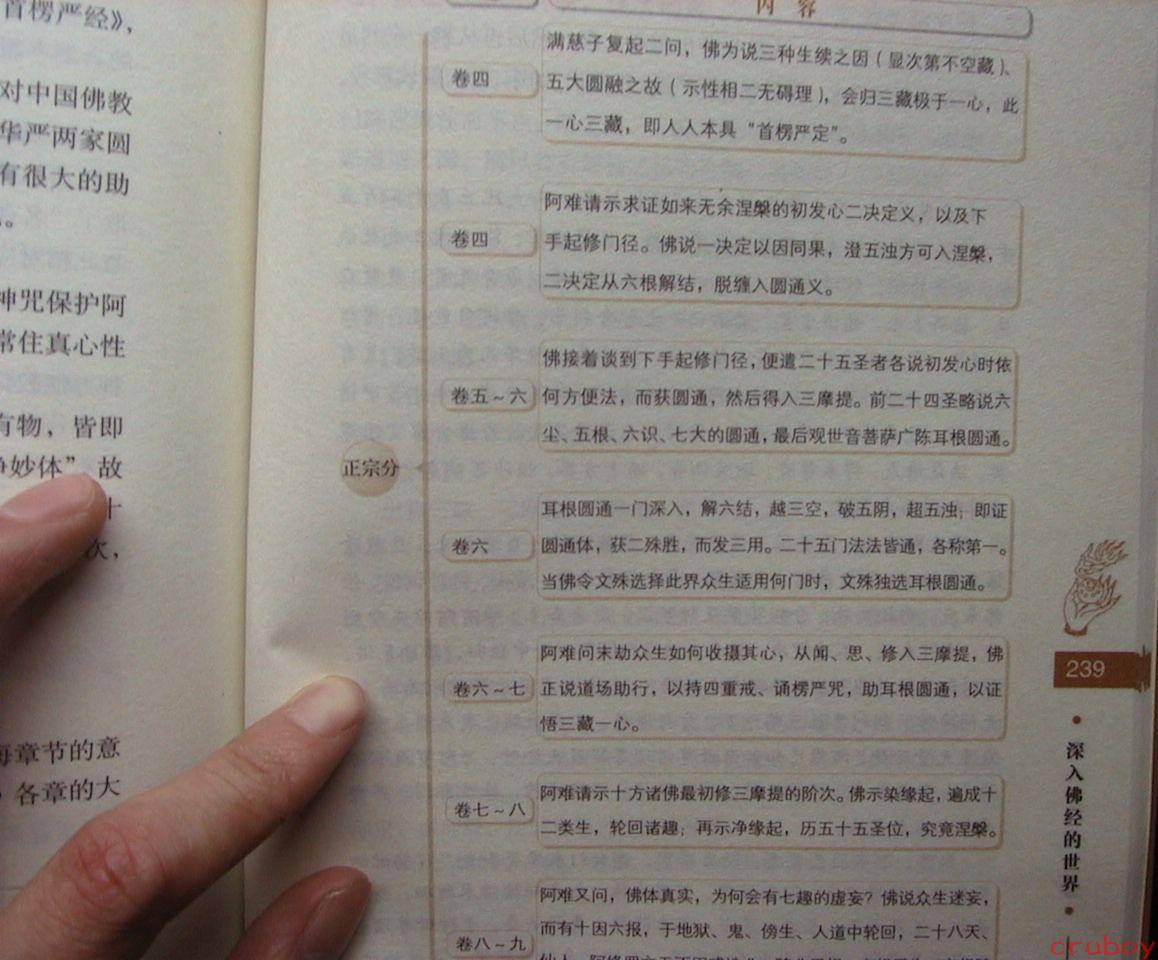 首楞严经》，
对中国佛教
华严两家圆
有很大的助
。
神咒保护阿
常住真心性
有物，皆即
净妙体”故
十
次，
每章节的意
，各章的大
内 容
卷四
满慈子复起二问，佛为说三种生续之因（显次第不空藏）、
五大圆融之故（示性相二无碍理），会归三藏极于一心，此
一心三藏，即人人本具“首楞严定”。
卷四
阿难请示求证如来无余涅槃的初发心二决定义，以及下
手起修门径。佛说一决定以因同果，澄五浊方可入涅槃，
二决定从六根解结，脱缠入圆通义。
正宗分
卷五～六
佛接着谈到下手起修门径，便遣二十五圣者各说初发心时依
何方便法，而获圆通，然后得入三摩提。前二十四圣略说六
尘、五根、六识、七大的圆通，最后观世音菩萨广陈耳根圆通。
卷六
耳根圆通一门深入，解六结，越三空，破五阴，超五浊；即证
圆通体，获二殊胜，而发三用。二十五门法法皆通，各称第一。
当佛令文殊选择此界众生适用何门时，文殊独选耳根圆通。
卷六～七
阿难问末劫众生如何收摄其心，从闻、思、修入三摩提，佛
正说道场助行，以持四重戒、诵楞严咒，助耳根圆通，以证
悟三藏一心。
卷七～八
阿难请示十方诸佛最初修三摩提的阶次。佛示染缘起，遍成十
二类生，轮回诸趣；再示净缘起，历五十五圣位，究竟涅槃。
卷八～九
阿难又问，佛体真实，为何会有七趣的虚妄？佛说众生迷妄，
而有十因六报，于地狱、鬼、傍生、人道中轮回，二十八天、
239
深入佛经的世界
cruboy